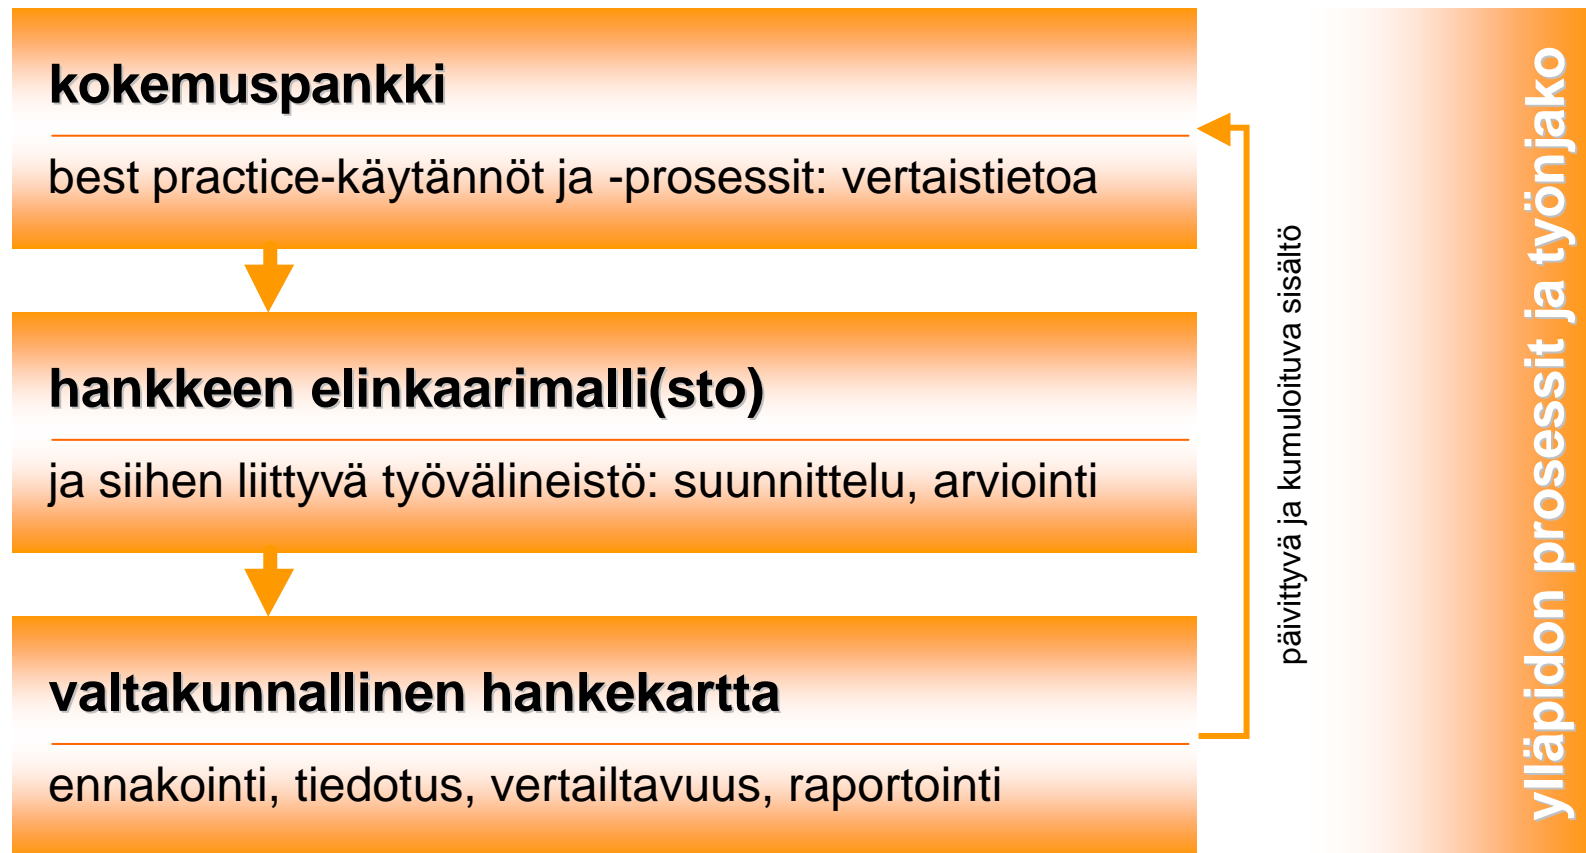 kokemuspankki
best practice-käytännöt ja -prosessit: vertaistietoa
hankkeen elinkaarimalli(sto)
ja siihen liittyvä työvälineistö: suunnittelu, arviointi
valtakunnallinen hankekartta
ennakointi, tiedotus, vertailtavuus, raportointi
päivittyvä ja kumuloituva sisältö
ylläpidon prosessit ja työnjako